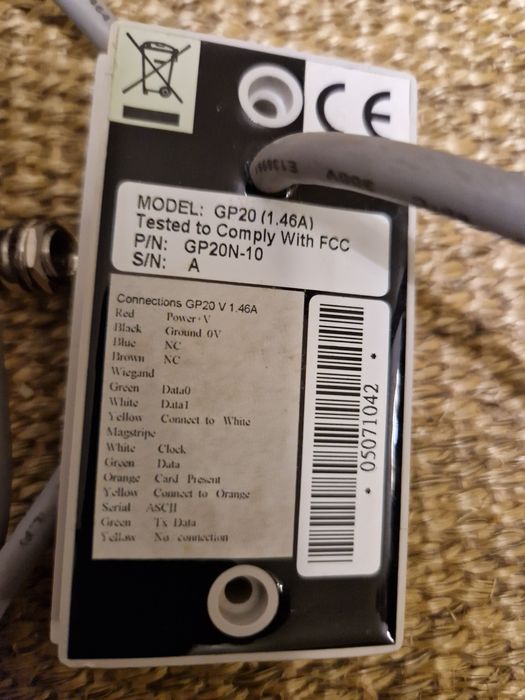 CE
E138991 300V
MODEL: GP20 (1.46A)
Tested to Comply With FCC
P/N: GP20N-10
S/N: A
Connections GP20 V 1.46A
Red Power+V
Black Ground 0V
Blue NC
Brown NC
Wiegand
Green Data0
White Data1
Yellow Connect to White
Magstripe
White Clock
Green Data
Orange Card Present
Yellow Connect to Orange
Serial ASCII
Green Tx Data
Yellow No connection
* 05071042 *